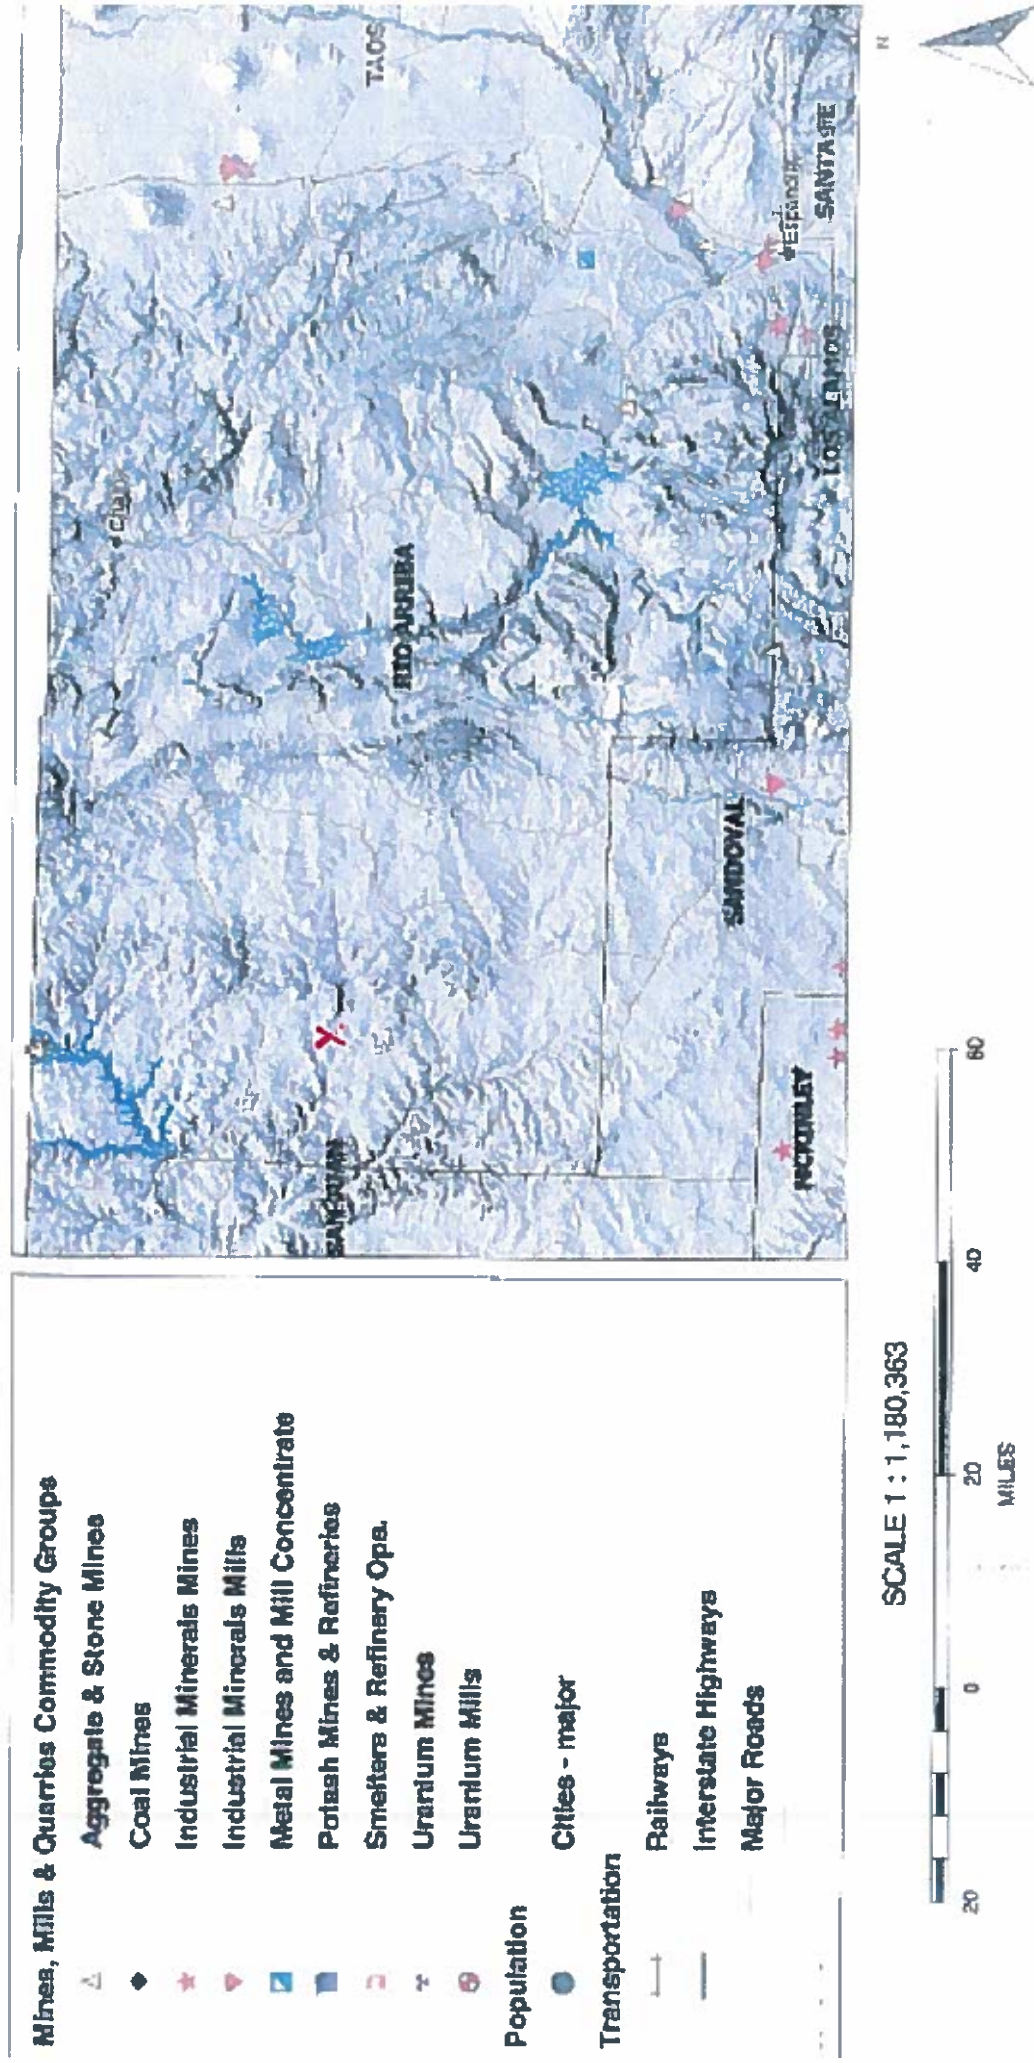 Mines, Mills & Quarries Commodity Groups
Aggregate & Stone Mines
Coal Mines
Industrial Minerals Mines
Industrial Minerals Mills
Metal Mines and Mill Concentrate
Potash Mines & Refineries
Smelters & Refinery Ops.
Uranium Mines
Uranium Mills
Population
Cities - major
Transportation
Railways
Interstate Highways
Major Roads
SAN JUAN
RIO ARRIBA
TAOS
MCKINLEY
SANDOVAL
LOS ALAMOS
SANTA FE
Espanola
SCALE 1 : 1,180,363
20 0 20 40 60
MILES
N